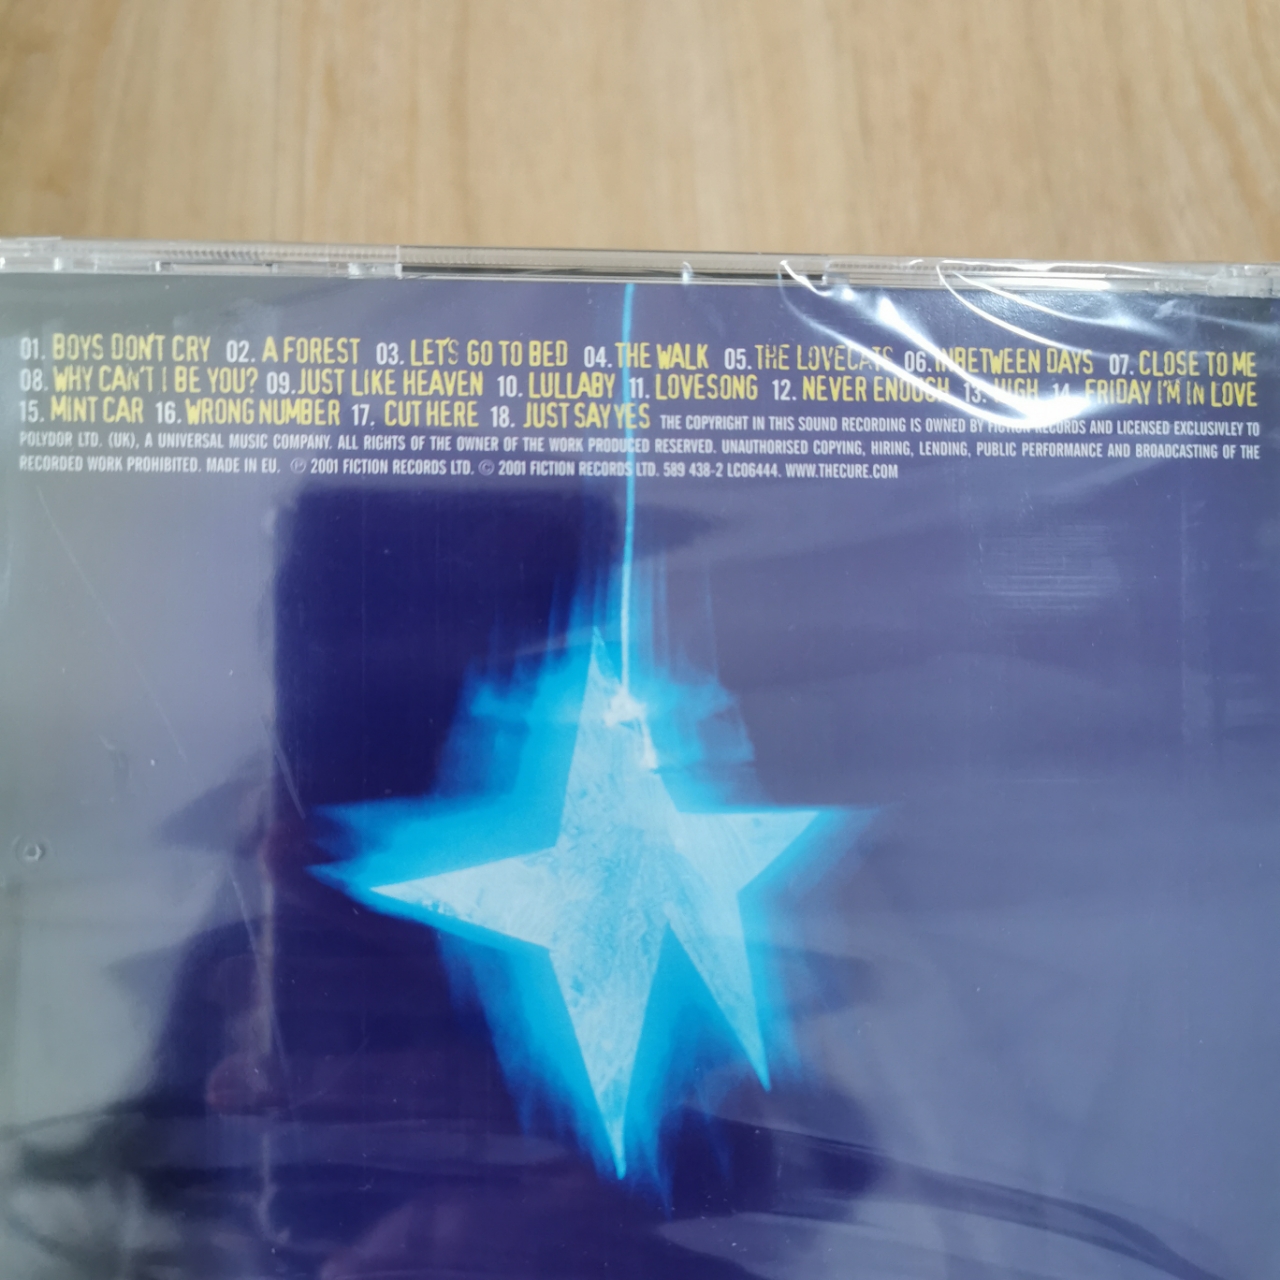 01. BOYS DON'T CRY 02. A FOREST 03. LET'S GO TO BED 04. THE WALK 05. THE LOVECATS 06. INBETWEEN DAYS 07. CLOSE TO ME
08. WHY CAN'T I BE YOU? 09. JUST LIKE HEAVEN 10. LULLABY 11. LOVESONG 12. NEVER ENOUGH 13. HIGH 14. FRIDAY I'M IN LOVE
15. MINT CAR 16. WRONG NUMBER 17. CUT HERE 18. JUST SAY YES THE COPYRIGHT IN THIS SOUND RECORDING IS OWNED BY FICTION RECORDS AND LICENSED EXCLUSIVLEY TO
POLYDOR LTD. (UK), A UNIVERSAL MUSIC COMPANY. ALL RIGHTS OF THE OWNER OF THE WORK PRODUCED RESERVED. UNAUTHORISED COPYING, HIRING, LENDING, PUBLIC PERFORMANCE AND BROADCASTING OF THE
RECORDED WORK PROHIBITED. MADE IN EU. ℗ 2001 FICTION RECORDS LTD. © 2001 FICTION RECORDS LTD. 589 438-2 LC06444. WWW.THECURE.COM